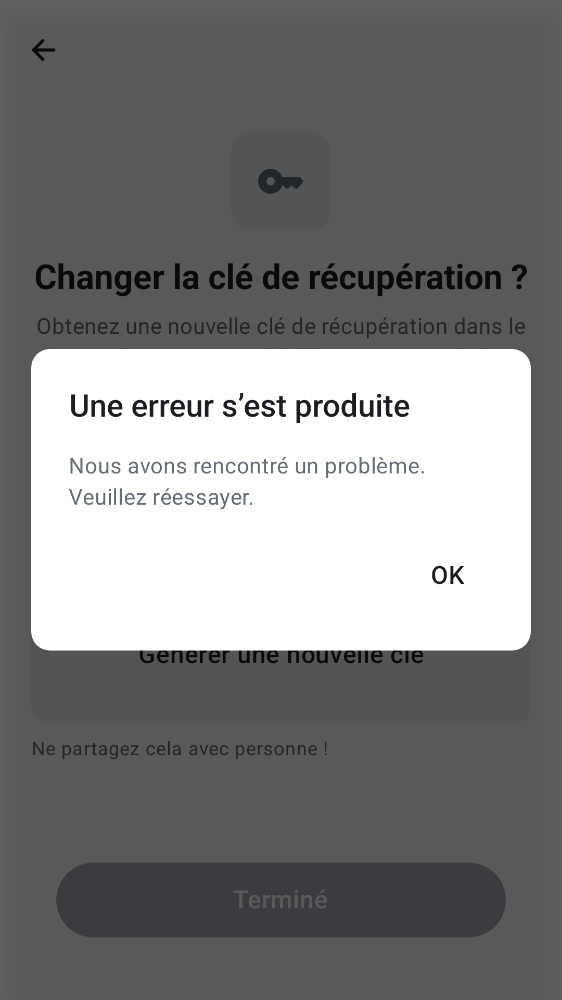 Changer la clé de récupération ?
Obtenez une nouvelle clé de récupération dans le
Une erreur s’est produite
Nous avons rencontré un problème.
Veuillez réessayer.
OK
Générer une nouvelle clé
Ne partagez cela avec personne !
Terminé